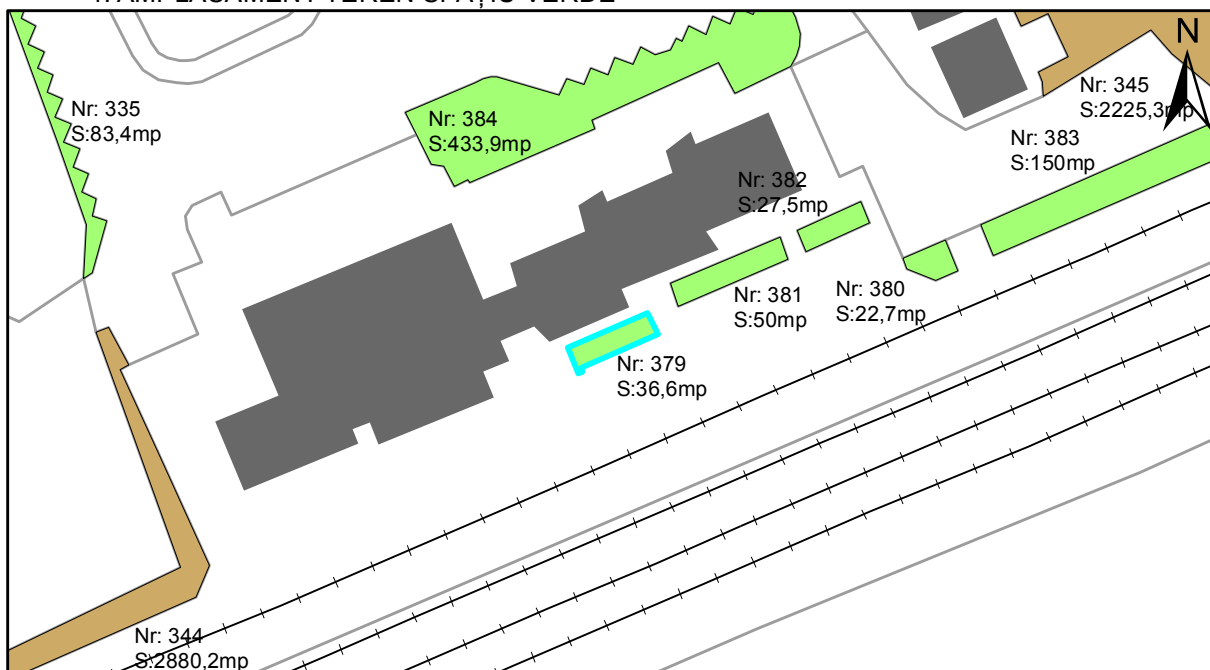 N
Nr: 335
S:83,4mp
Nr: 384
S:433,9mp
Nr: 345
S:2225,3mp
Nr: 383
S:150mp
Nr: 382
S:27,5mp
Nr: 381
S:50mp
Nr: 380
S:22,7mp
Nr: 379
S:36,6mp
Nr: 344
S:2880,2mp